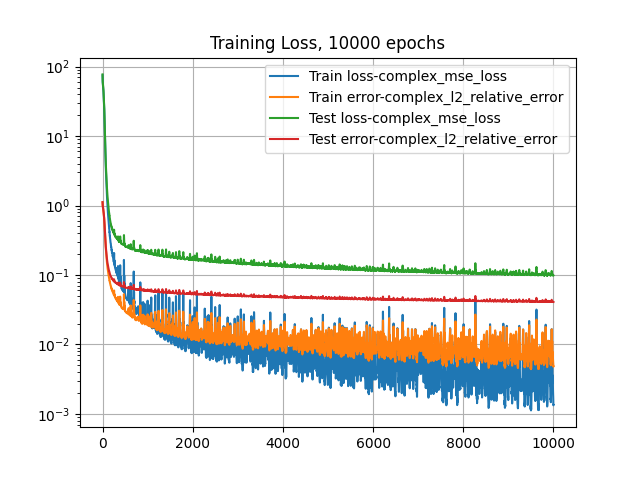 Training Loss, 10000 epochs
Train loss-complex_mse_loss
Train error-complex_l2_relative_error
Test loss-complex_mse_loss
Test error-complex_l2_relative_error
10²
10¹
10⁰
10⁻¹
10⁻²
10⁻³
0 2000 4000 6000 8000 10000